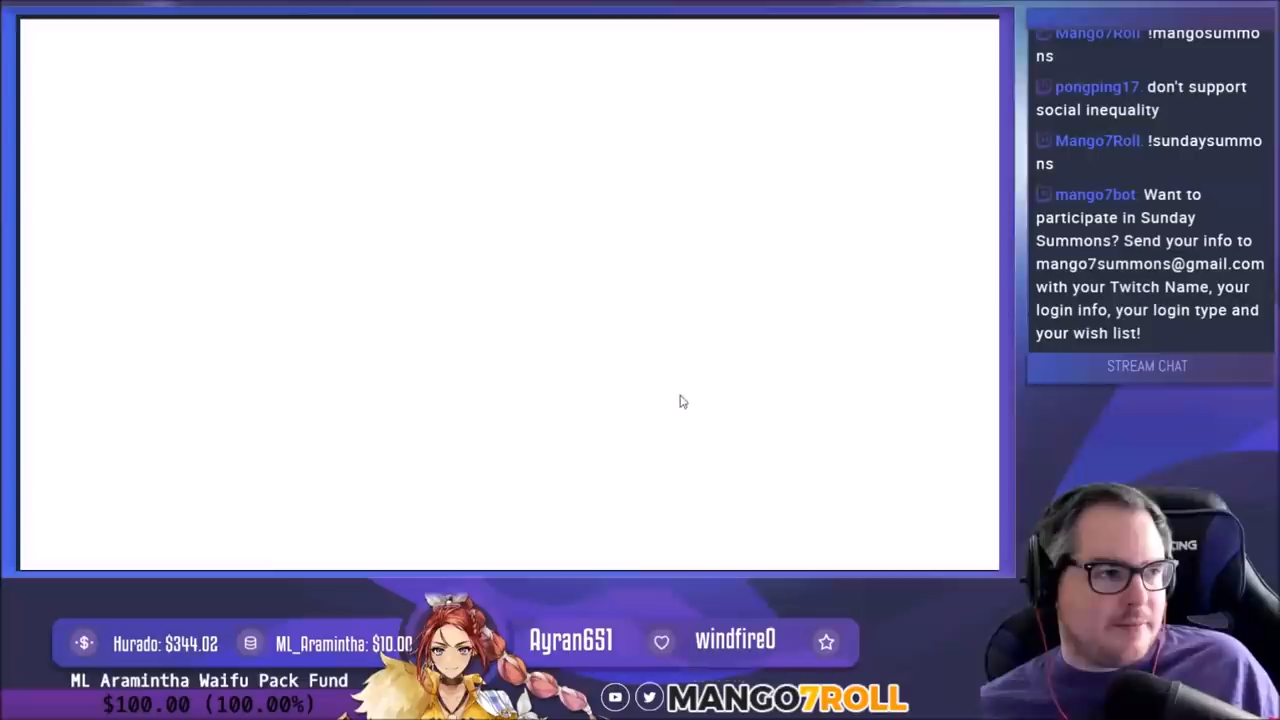 Mango7Roll !mangosummo
ns
pongping17 don't support
social inequality
Mango7Roll !sundaysummo
ns
mango7bot Want to
participate in Sunday
Summons? Send your info to
mango7summons@gmail.com
with your Twitch Name, your
login info, your login type and
your wish list!
STREAM CHAT
Hurado: $344.02
ML_Aramintha: $10.00
Ayran651
windfire0
ML Aramintha Waifu Pack Fund
$100.00 (100.00%)
MANGO7ROLL